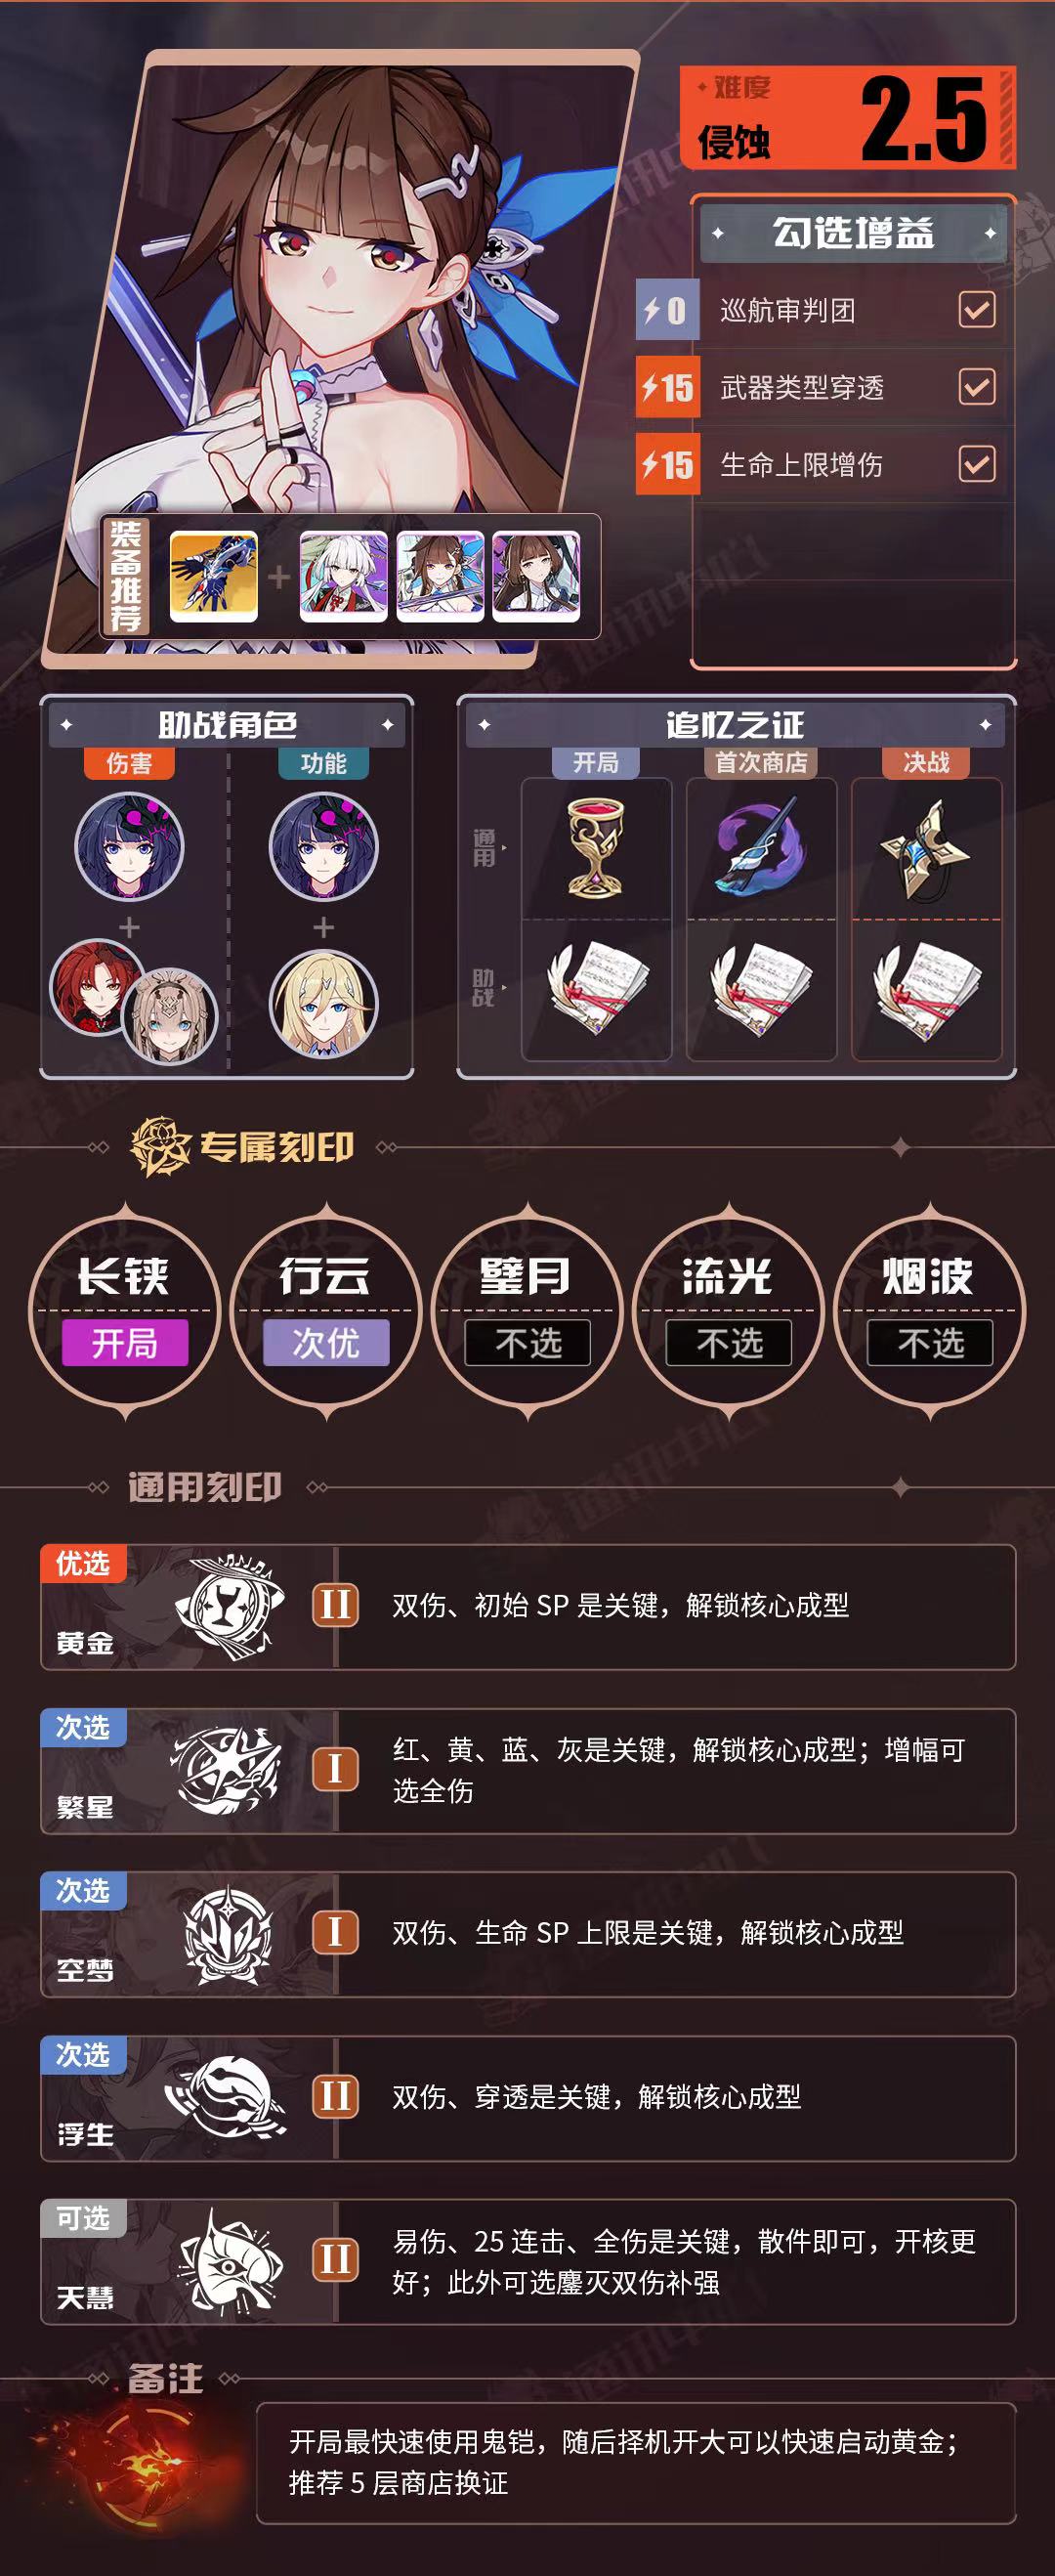 难度
侵蚀
2.5
勾选增益
0 巡航审判团
15 武器类型穿透
15 生命上限增伤
装备推荐
助战角色
伤害
功能
追忆之证
开局
首次商店
决战
通用
助战
专属刻印
长铗
开局
行云
次优
璧月
不选
流光
不选
烟波
不选
通用刻印
优选
黄金
II
双伤、初始 SP 是关键，解锁核心成型
次选
繁星
I
红、黄、蓝、灰是关键，解锁核心成型；增幅可
选全伤
次选
空梦
I
双伤、生命 SP 上限是关键，解锁核心成型
次选
浮生
II
双伤、穿透是关键，解锁核心成型
可选
天慧
II
易伤、25 连击、全伤是关键，散件即可，开核更
好；此外可选鏖灭双伤补强
备注
开局最快速使用鬼铠，随后择机开大可以快速启动黄金；
推荐 5 层商店换证